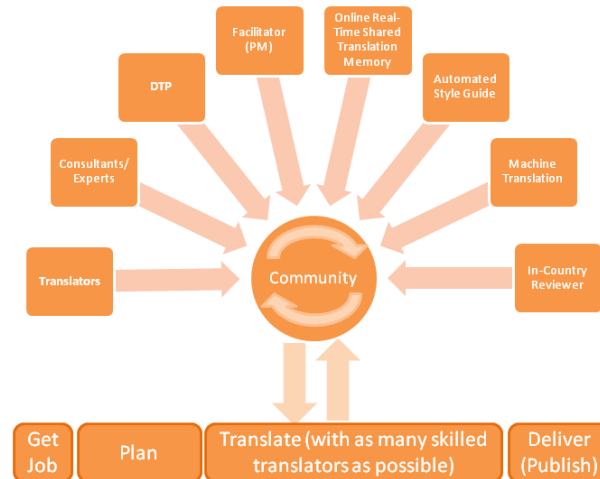 Facilitator
(PM)
Online Real-
Time Shared
Translation
Memory
DTP
Automated
Style Guide
Consultants/
Experts
Machine
Translation
Translators
Community
In-Country
Reviewer
Get
Job
Plan
Translate (with as many skilled
translators as possible)
Deliver
(Publish)